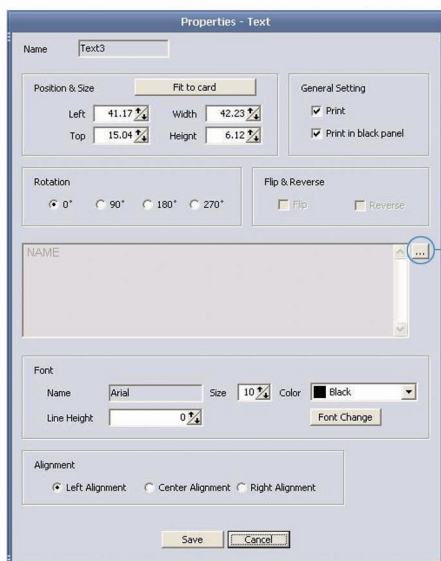 Properties - Text
Name Text3
Position & Size Fit to card General Setting
Left 41.17 Width 42.23 Print
Top 15.04 Heignt 6.12 Print in black panel
Rotation Flip & Reverse
0° 90° 180° 270° Flip Reverse
NAME ...
Font
Name Arial Size 10 Color Black
Line Height 0 Font Change
Alignment
Left Alignment Center Alignment Right Alignment
Save Cancel